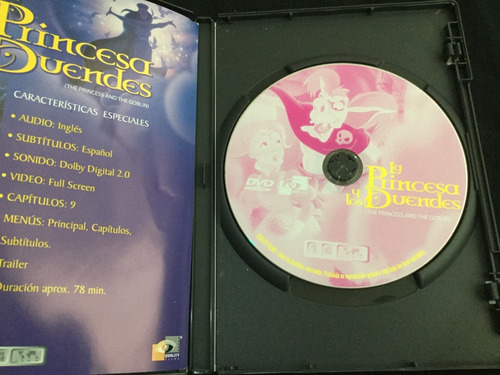 Princesa
Duendes
(THE PRINCESS AND THE GOBLIN)
CARACTERÍSTICAS ESPECIALES
• AUDIO: Inglés
• SUBTÍTULOS: Español
• SONIDO: Dolby Digital 2.0
• VIDEO: Full Screen
• CAPÍTULOS: 9
MENÚS: Principal, Capítulos,
Subtítulos.
Trailer
Duración aprox. 78 min.
La
Princesa
y los
Duendes
(THE PRINCESS AND THE GOBLIN)
DVD